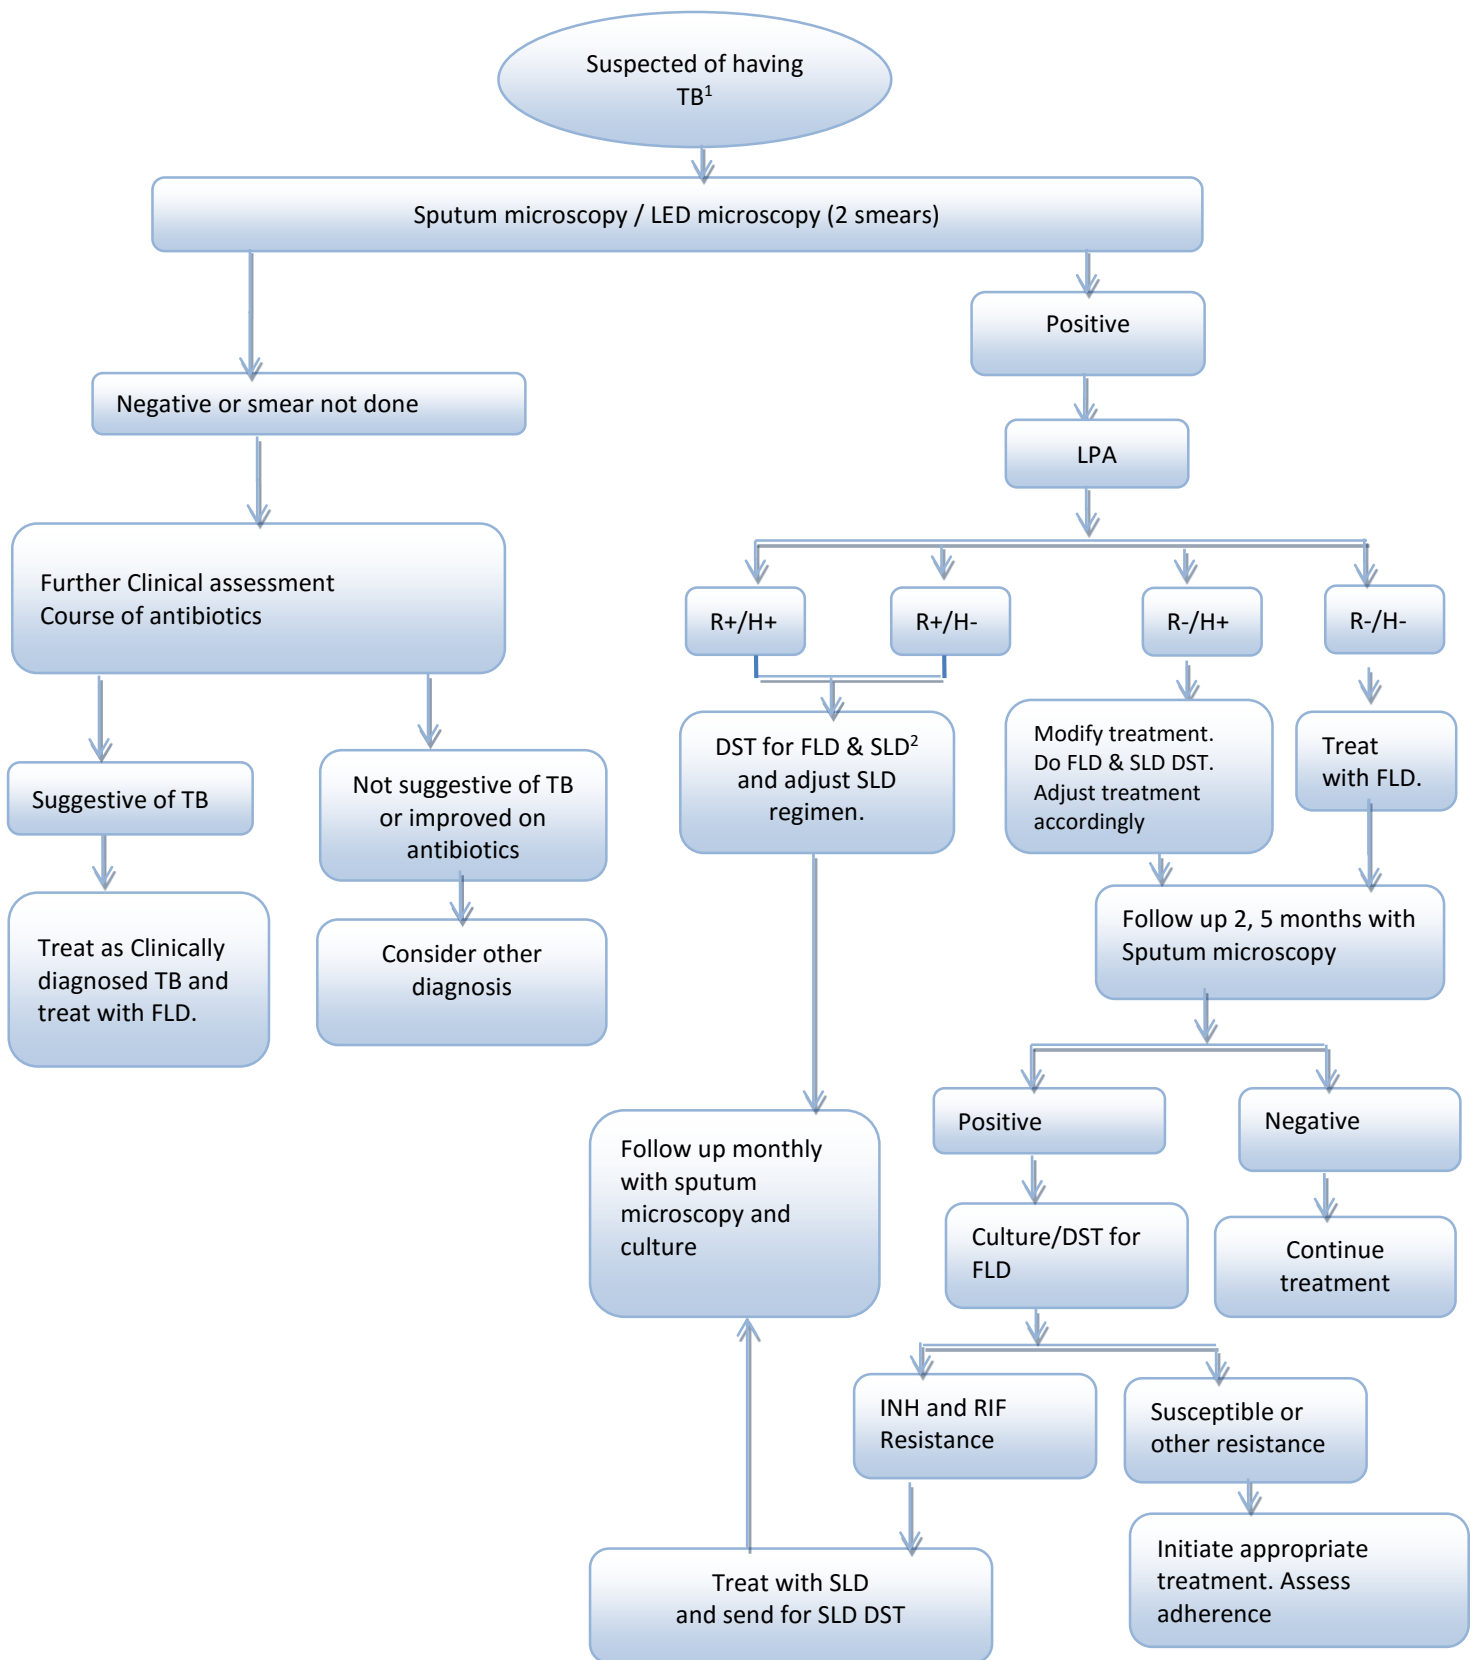 Suspected of having
TB¹
Sputum microscopy / LED microscopy (2 smears)
Positive
Negative or smear not done
LPA
Further Clinical assessment
Course of antibiotics
R+/H+
R+/H-
R-/H+
R-/H-
Suggestive of TB
Not suggestive of TB
or improved on
antibiotics
DST for FLD & SLD²
and adjust SLD
regimen.
Modify treatment.
Do FLD & SLD DST.
Adjust treatment
accordingly
Treat
with FLD.
Treat as Clinically
diagnosed TB and
treat with FLD.
Consider other
diagnosis
Follow up 2, 5 months with
Sputum microscopy
Follow up monthly
with sputum
microscopy and
culture
Positive
Negative
Culture/DST for
FLD
Continue
treatment
INH and RIF
Resistance
Susceptible or
other resistance
Treat with SLD
and send for SLD DST
Initiate appropriate
treatment. Assess
adherence